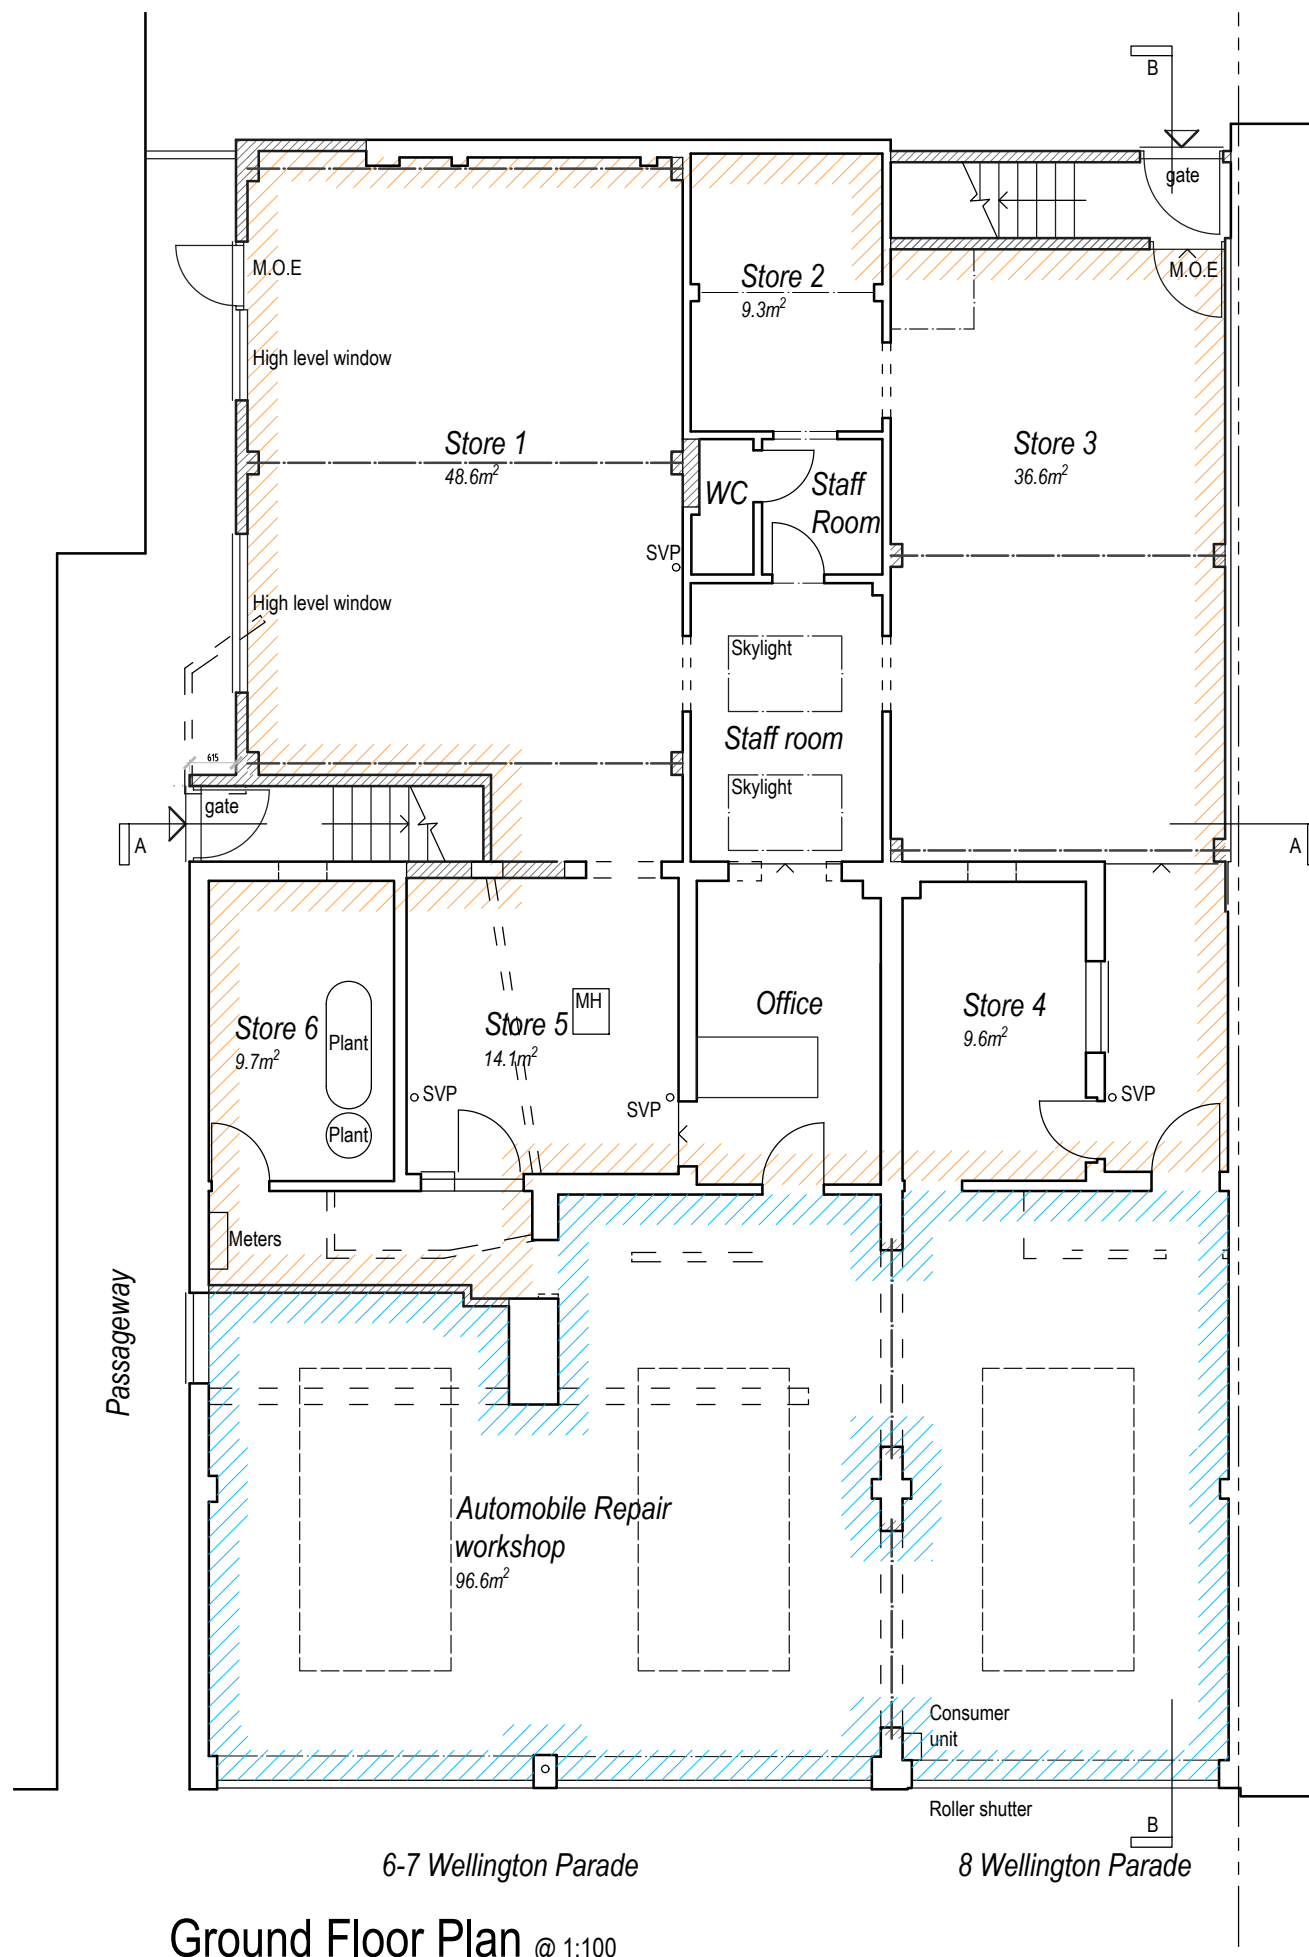 B
gate
M.O.E
M.O.E
Store 2
9.3m²
High level window
Store 1
48.6m²
Store 3
36.6m²
WC
Staff
Room
SVP
High level window
Skylight
Staff room
615
Skylight
gate
A
A
MH
Office
Store 4
9.6m²
Store 6
9.7m²
Plant
Store 5
14.1m²
SVP
SVP
SVP
Plant
Meters
Passageway
Automobile Repair
workshop
96.6m²
Consumer
unit
Roller shutter
B
6-7 Wellington Parade
8 Wellington Parade
Ground Floor Plan @ 1:100